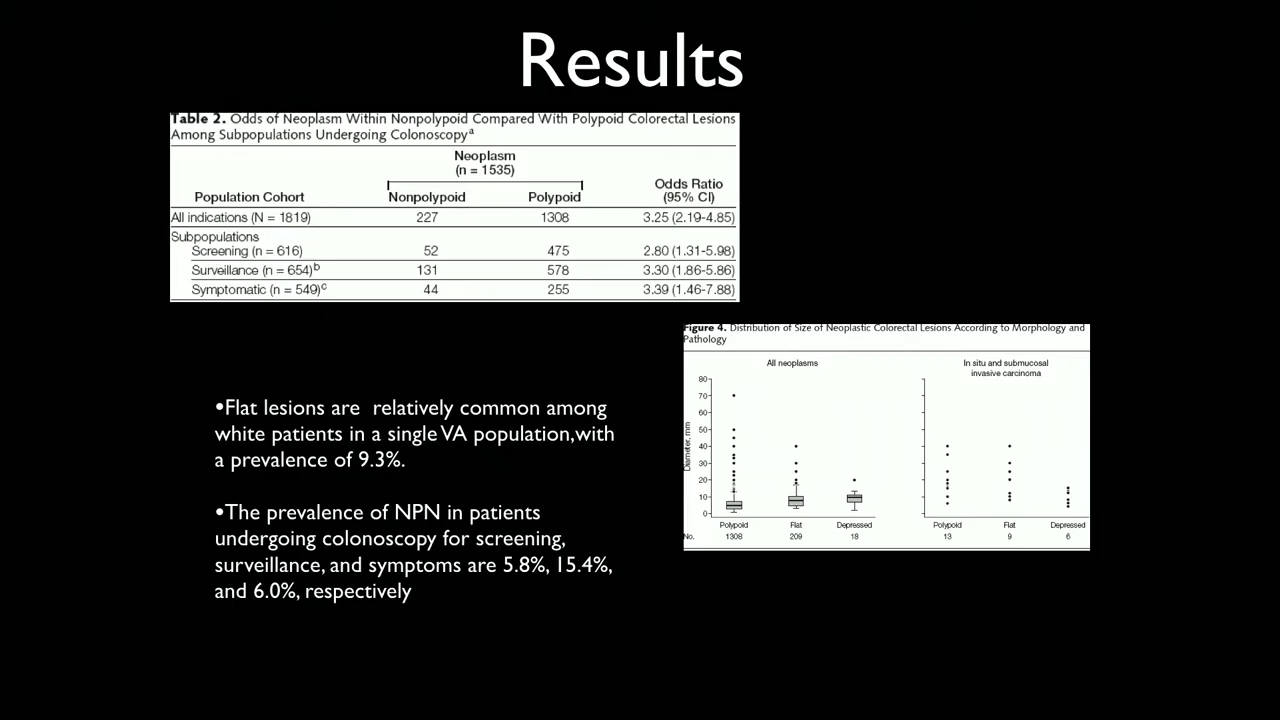 Results
Table 2. Odds of Neoplasm Within Nonpolypoid Compared With Polypoid Colorectal Lesions
Among Subpopulations Undergoing Colonoscopyᵃ
Neoplasm
(n = 1535)
Population Cohort Nonpolypoid Polypoid Odds Ratio (95% CI)
All indications (N = 1819) 227 1308 3.25 (2.19-4.85)
Subpopulations
Screening (n = 616) 52 475 2.80 (1.31-5.98)
Surveillance (n = 654)ᵇ 131 578 3.30 (1.86-5.86)
Symptomatic (n = 549)ᶜ 44 255 3.39 (1.46-7.88)
Figure 4. Distribution of Size of Neoplastic Colorectal Lesions According to Morphology and
Pathology
All neoplasms
In situ and submucosal
invasive carcinoma
Diameter, mm
80
70
60
50
40
30
20
10
0
Polypoid Flat Depressed Polypoid Flat Depressed
No. 1308 209 18 13 9 6
•Flat lesions are  relatively common among
white patients in a single VA population,with
a prevalence of 9.3%.
•The prevalence of NPN in patients
undergoing colonoscopy for screening,
surveillance, and symptoms are 5.8%, 15.4%,
and 6.0%, respectively